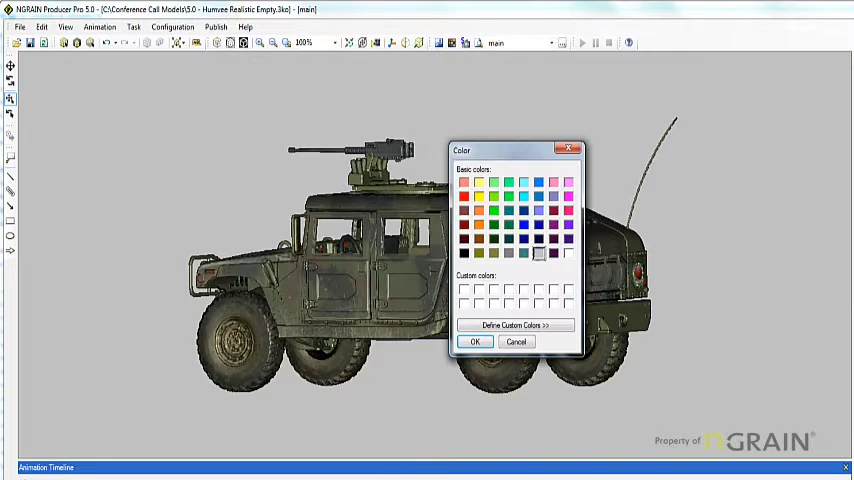 NGRAIN Producer Pro 5.0 - [C:\Conference Call Models\5.0 - Humvee Realistic Empty.3ko] - [main]
File Edit View Animation Task Configuration Publish Help
100% main
Color
Basic colors:
Custom colors:
Define Custom Colors >>
OK Cancel
Property of nGRAIN®
Animation Timeline